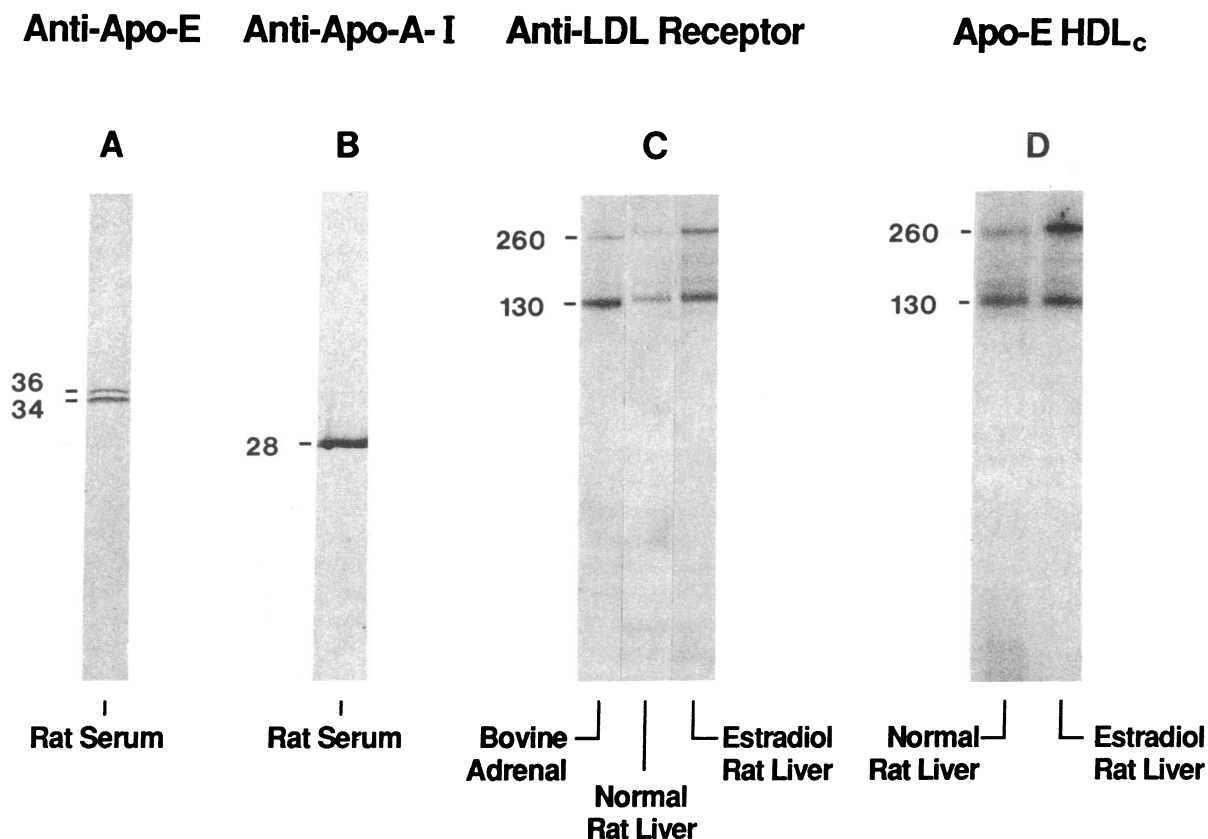 Anti-Apo-E
Anti-Apo-A-I
Anti-LDL Receptor
Apo-E HDLc
A
B
C
D
36
34
28
260
130
260
130
Rat Serum
Rat Serum
Bovine
Adrenal
Normal
Rat Liver
Estradiol
Rat Liver
Normal
Rat Liver
Estradiol
Rat Liver